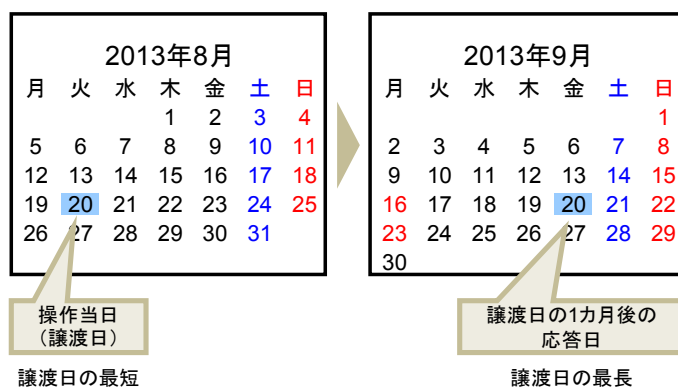 2013年8月
月 火 水 木 金 土 日
1 2 3 4
5 6 7 8 9 10 11
12 13 14 15 16 17 18
19 20 21 22 23 24 25
26 27 28 29 30 31
操作当日
（譲渡日）
譲渡日の最短
2013年9月
月 火 水 木 金 土 日
1
2 3 4 5 6 7 8
9 10 11 12 13 14 15
16 17 18 19 20 21 22
23 24 25 26 27 28 29
30
譲渡日の1カ月後の
応答日
譲渡日の最長